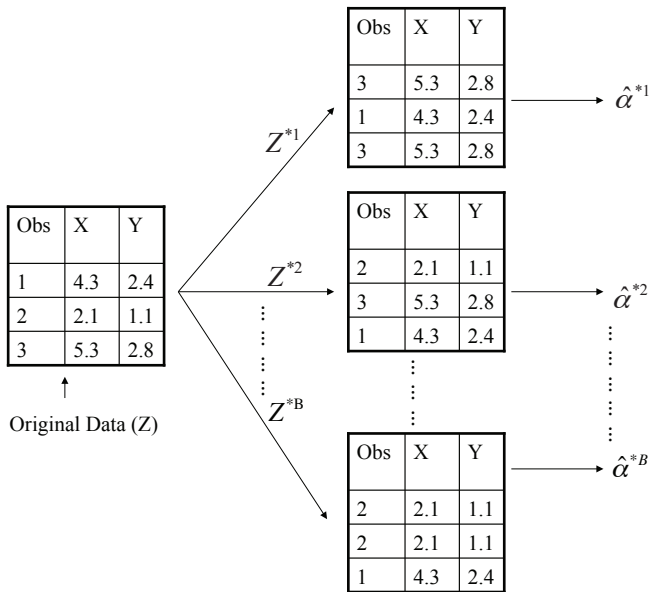 Obs X Y
3 5.3 2.8
1 4.3 2.4
3 5.3 2.8
α̂*1
Z*1
Obs X Y
1 4.3 2.4
2 2.1 1.1
3 5.3 2.8
Original Data (Z)
Z*2
Obs X Y
2 2.1 1.1
3 5.3 2.8
1 4.3 2.4
α̂*2
Z*B
Obs X Y
2 2.1 1.1
2 2.1 1.1
1 4.3 2.4
α̂*B